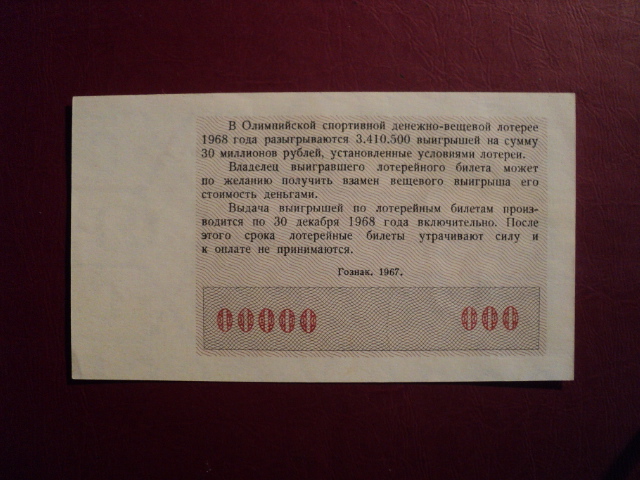 В Олимпийской спортивной денежно-вещевой лотерее
1968 года разыгрываются 3.410.500 выигрышей на сумму
30 миллионов рублей, установленные условиями лотереи.
Владелец выигравшего лотерейного билета может
по желанию получить взамен вещевого выигрыша его
стоимость деньгами.
Выдача выигрышей по лотерейным билетам произ-
водится по 30 декабря 1968 года включительно. После
этого срока лотерейные билеты утрачивают силу и
к оплате не принимаются.
Гознак. 1967.
00000 000